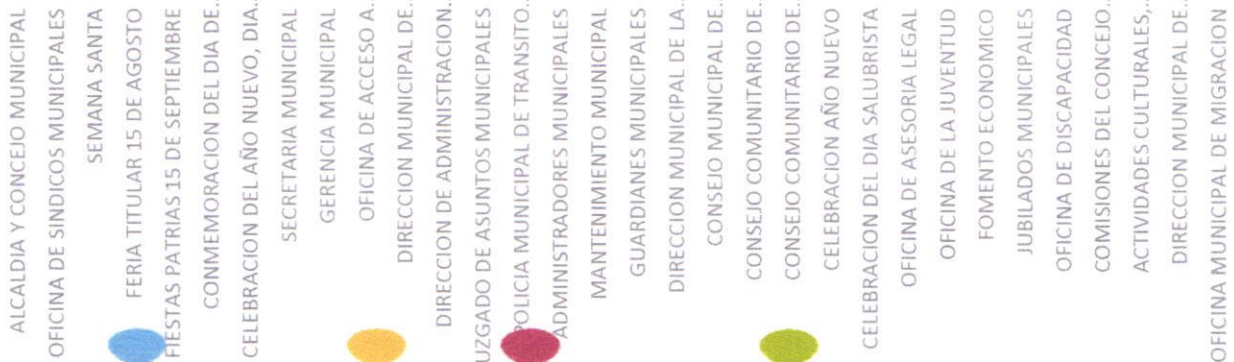 ALCALDIA Y CONCEJO MUNICIPAL
OFICINA DE SINDICOS MUNICIPALES
SEMANA SANTA
FERIA TITULAR 15 DE AGOSTO
FIESTAS PATRIAS 15 DE SEPTIEMBRE
CONMEMORACION DEL DIA DE..
CELEBRACION DEL AÑO NUEVO, DIA..
SECRETARIA MUNICIPAL
GERENCIA MUNICIPAL
OFICINA DE ACCESO A..
DIRECCION MUNICIPAL DE..
DIRECCION DE ADMINISTRACION..
UZGADO DE ASUNTOS MUNICIPALES
POLICIA MUNICIPAL DE TRANSITO..
ADMINISTRADORES MUNICIPALES
MANTENIMIENTO MUNICIPAL
GUARDIANES MUNICIPALES
DIRECCION MUNICIPAL DE LA..
CONSEJO MUNICIPAL DE..
CONSEJO COMUNITARIO DE..
CONSEJO COMUNITARIO DE..
CELEBRACION AÑO NUEVO
CELEBRACION DEL DIA SALUBRISTA
OFICINA DE ASESORIA LEGAL
OFICINA DE LA JUVENTUD
FOMENTO ECONOMICO
JUBILADOS MUNICIPALES
OFICINA DE DISCAPACIDAD
COMISIONES DEL CONCEJO..
ACTIVIDADES CULTURALES,..
DIRECCION MUNICIPAL DE..
OFICINA MUNICIPAL DE MIGRACION